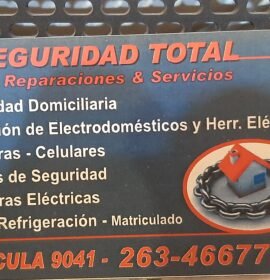 EGURIDAD TOTAL
Reparaciones & Servicios
dad Domiciliaria
ón de Electrodomésticos y Herr. Elé
ras - Celulares
s de Seguridad
ras Eléctricas
Refrigeración - Matriculado
CULA 9041 - 263-46677